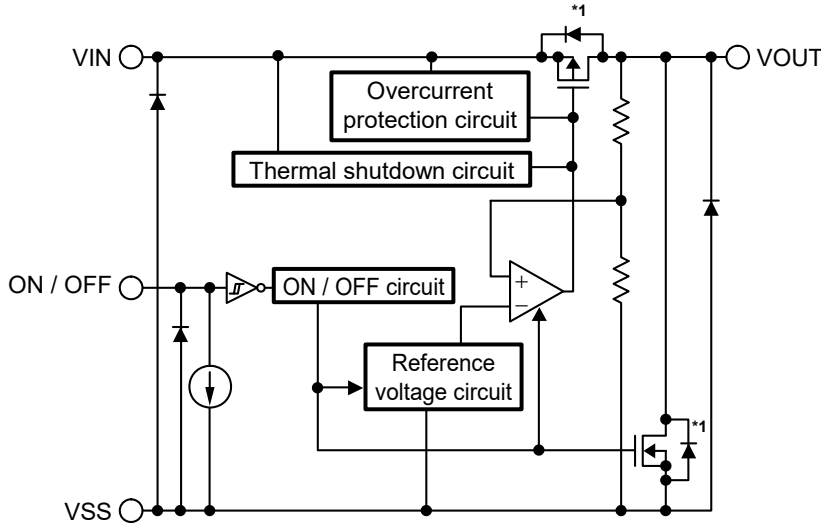 *1
VIN
VOUT
Overcurrent
protection circuit
Thermal shutdown circuit
ON / OFF
ON / OFF circuit
+
−
Reference
voltage circuit
*1
VSS